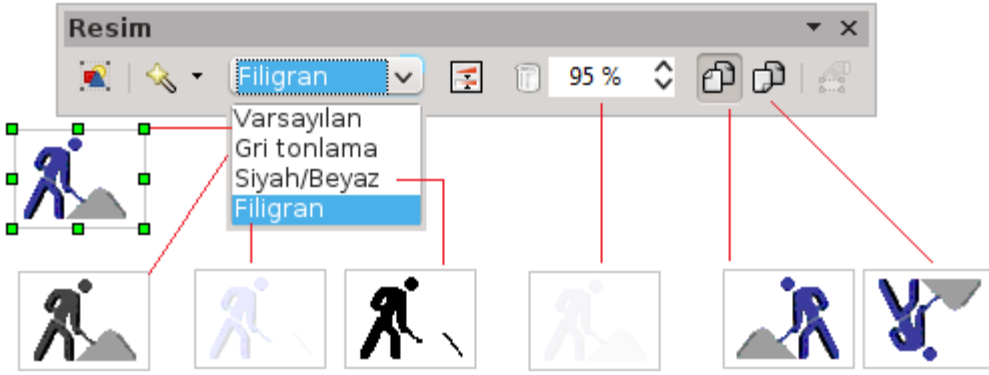 Resim
Filigran
95 %
Varsayılan
Gri tonlama
Siyah/Beyaz
Filigran